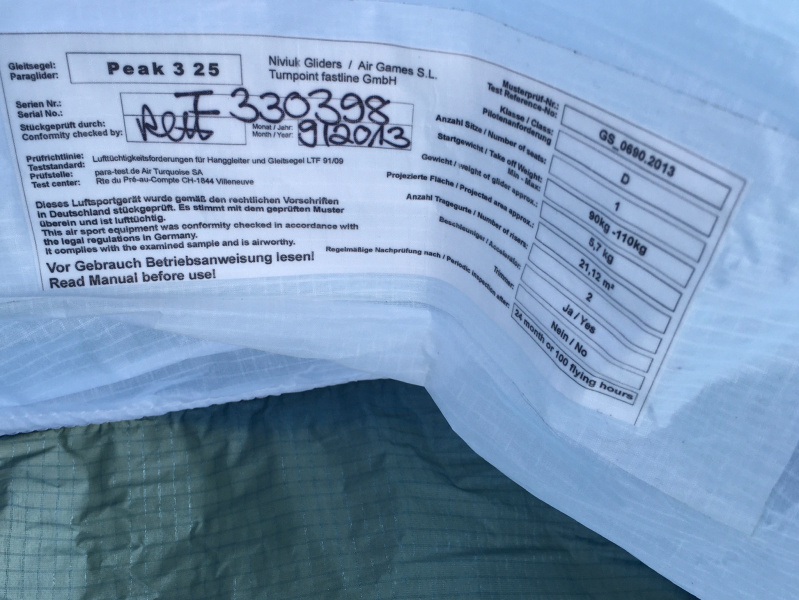 Gleitsegel:
Paraglider:
Peak 3 25
Niviuk Gliders / Air Games S.L.
Turnpoint fastline GmbH
Serien Nr.:
Serial No.:
I- 330398
Stückgeprüft durch:
Conformity checked by:
Monat / Jahr:
Month / Year:
9/2013
Prüfrichtlinie:
Teststandard:
Lufttüchtigkeitsforderungen für Hanggleiter und Gleitsegel LTF 91/09
Prüfstelle:
Test center:
para-test.de Air Turquoise SA
Rte du Pré-au-Compte CH-1844 Villeneuve
Dieses Luftsportgerät wurde gemäß den rechtlichen Vorschriften
in Deutschland stückgeprüft. Es stimmt mit dem geprüften Muster
überein und ist lufttüchtig.
This air sport equipment was conformity checked in accordance with
the legal regulations in Germany.
It complies with the examined sample and is airworthy.
Vor Gebrauch Betriebsanweisung lesen!
Read Manual before use!
Musterprüf-Nr.:
Test Reference-No:
GS_0690.2013
Klasse / Class:
Pilotenanforderung
D
Anzahl Sitze / Number of seats:
1
Startgewicht / Take off Weight:
Min - Max:
90kg -110kg
Gewicht / weight of glider approx.:
5,7 kg
Projezierte Fläche / Projected area approx.:
21,12 m²
Anzahl Tragegurte / Number of risers:
2
Beschleuniger / Accelerator:
Ja / Yes
Trimmer:
Nein / No
Regelmäßige Nachprüfung nach / Periodic inspection after:
24 month or 100 flying hours